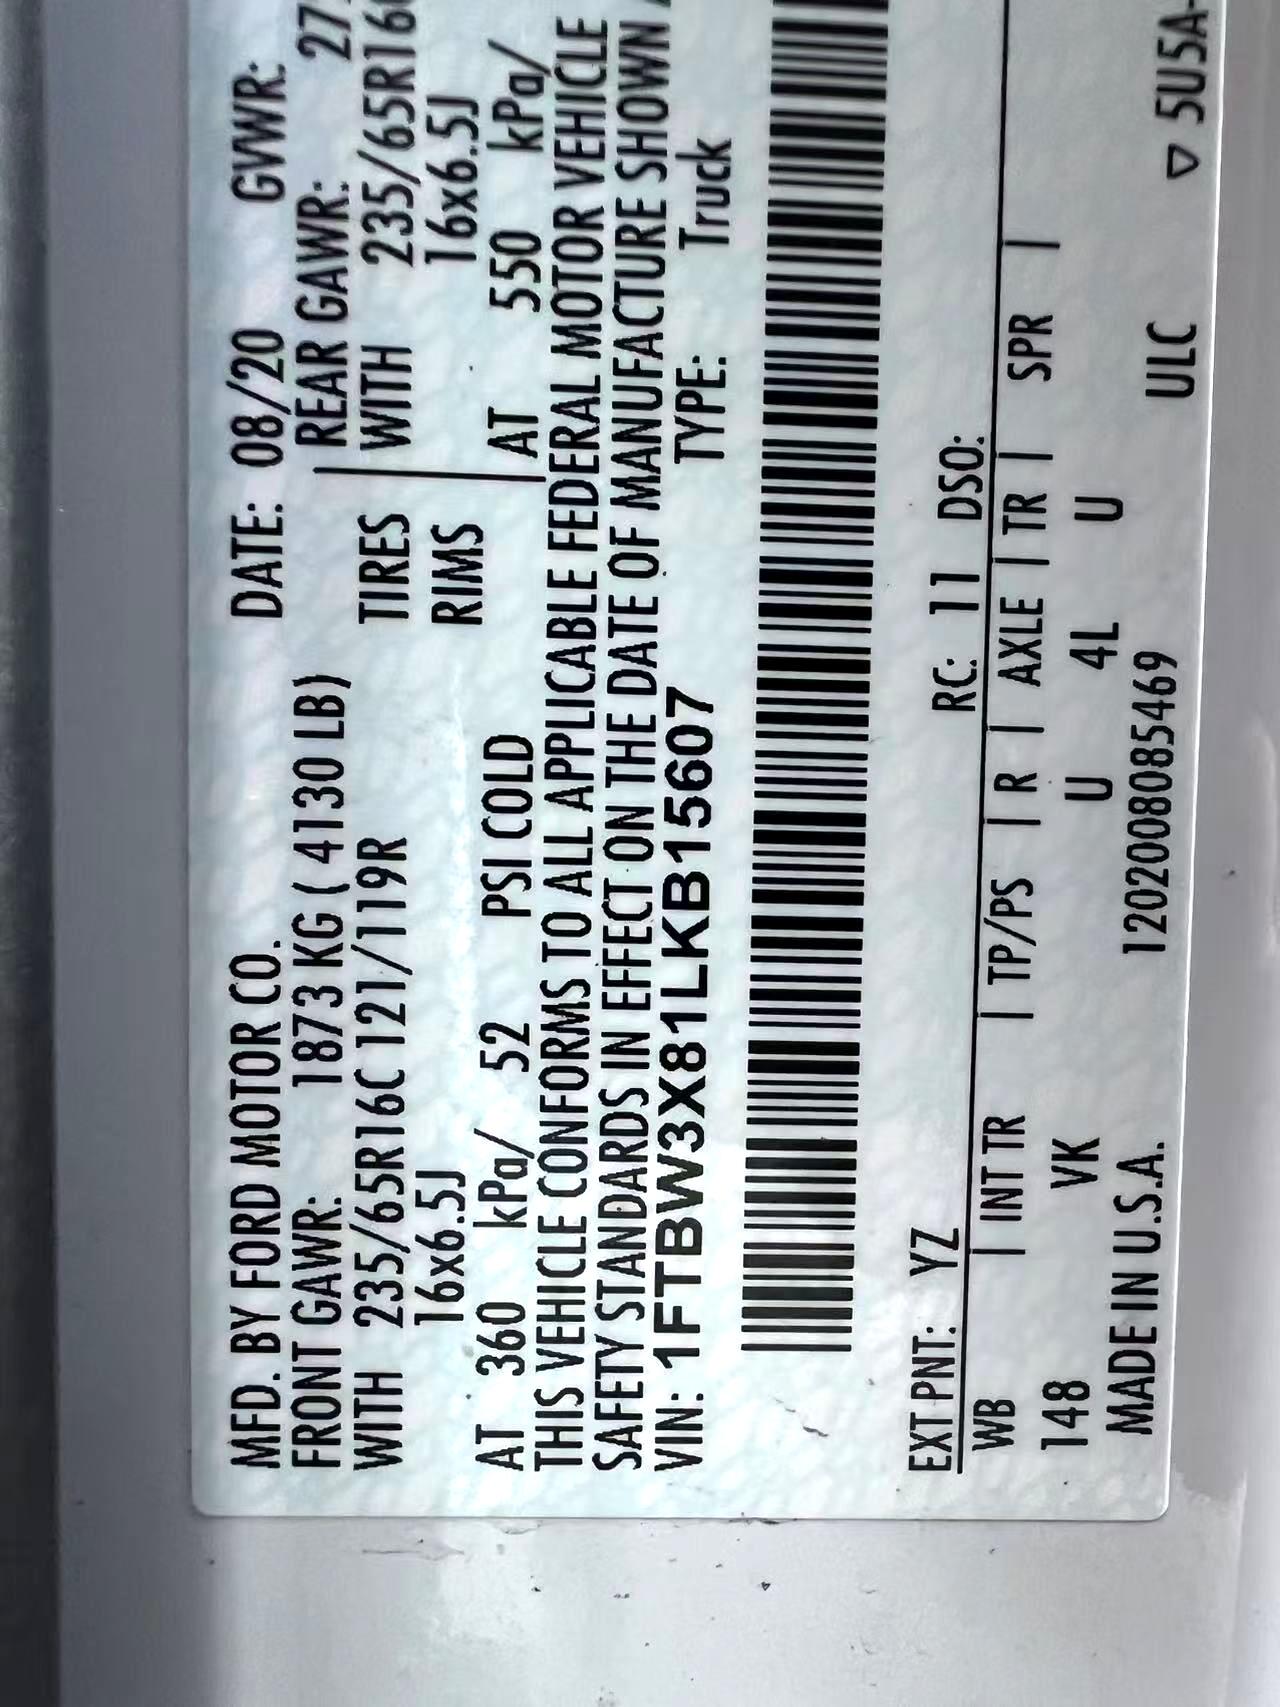 MFD. BY FORD MOTOR CO. DATE: 08/20 GVWR:
FRONT GAWR: 1873 KG ( 4130 LB) REAR GAWR: 27
WITH 235/65R16C 121/119R TIRES WITH 235/65R16
16x6.5J RIMS 16x6.5J
AT 360 kPa/ 52 PSI COLD AT 550 kPa/
THIS VEHICLE CONFORMS TO ALL APPLICABLE FEDERAL MOTOR VEHICLE
SAFETY STANDARDS IN EFFECT ON THE DATE OF MANUFACTURE SHOWN
VIN: 1FTBW3X81LKB15607 TYPE: Truck
EXT PNT: YZ RC: 11 DSO:
WB | INT TR | TP/PS | R | AXLE | TR | SPR |
148 VK U 4L U
MADE IN U.S.A. 120200808085469 ULC ▽ 5U5A-